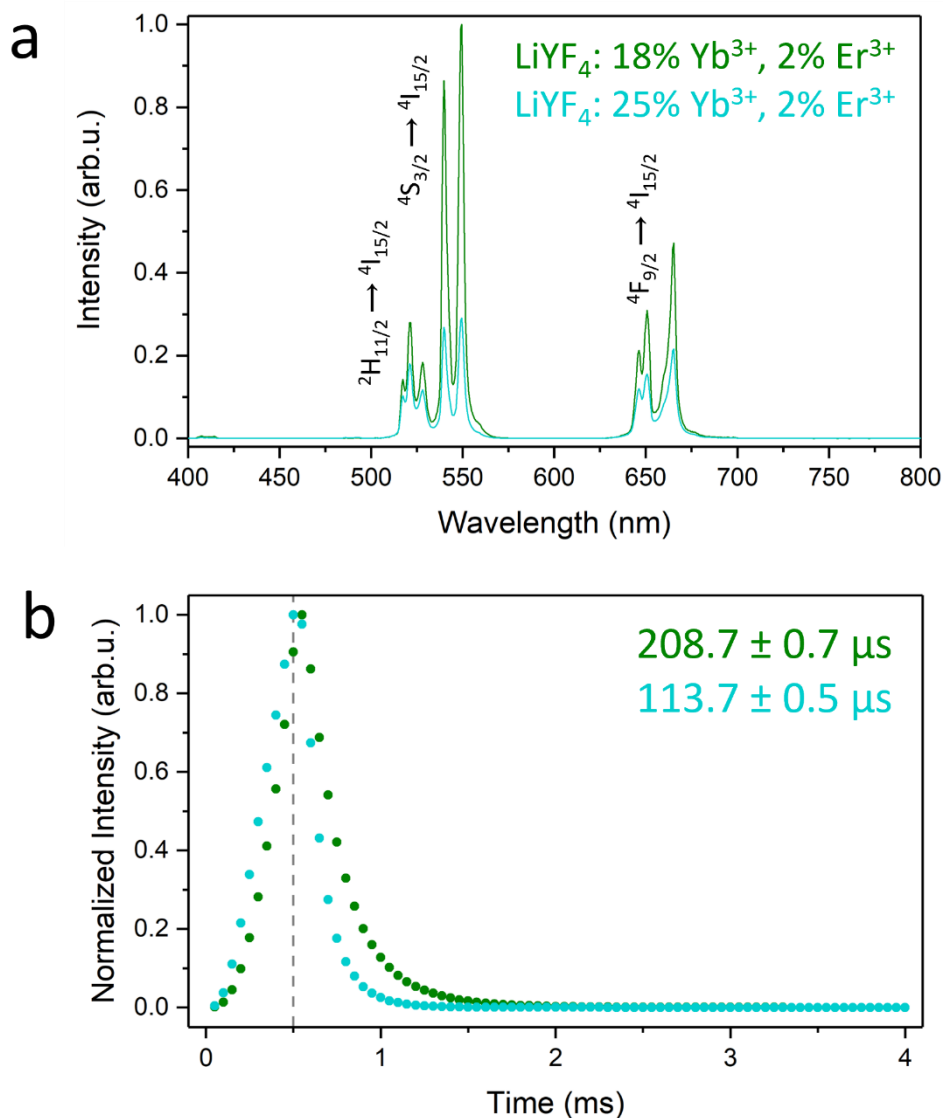 a
LiYF₄: 18% Yb³⁺, 2% Er³⁺
LiYF₄: 25% Yb³⁺, 2% Er³⁺
²H₁₁/₂ → ⁴I₁₅/₂
⁴S₃/₂ → ⁴I₁₅/₂
⁴F₉/₂ → ⁴I₁₅/₂
Intensity (arb.u.)
1.0
0.8
0.6
0.4
0.2
0.0
400 450 500 550 600 650 700 750 800
Wavelength (nm)
b
208.7 ± 0.7 µs
113.7 ± 0.5 µs
Normalized Intensity (arb.u.)
1.0
0.8
0.6
0.4
0.2
0.0
0 1 2 3 4
Time (ms)